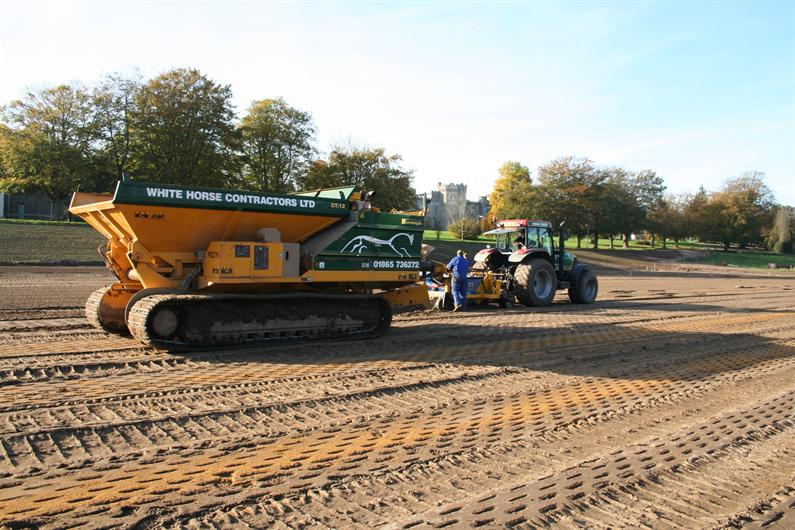 WHITE HORSE CONTRACTORS LTD
CT/12
01865 736272